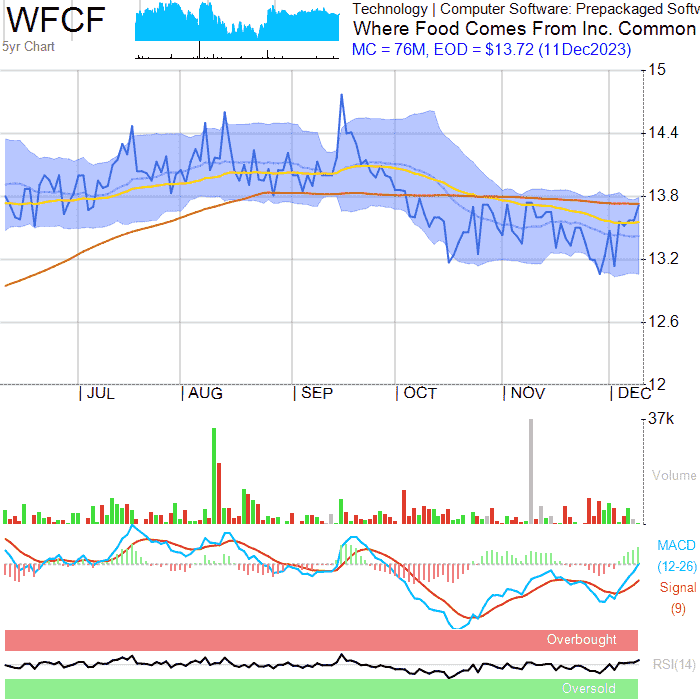 WFCF
5yr Chart
Technology | Computer Software: Prepackaged Softw
Where Food Comes From Inc. Common
MC = 76M, EOD = $13.72 (11Dec2023)
15
14.4
13.8
13.2
12.6
12
JUL
AUG
SEP
OCT
NOV
DEC
37k
Volume
MACD
(12-26)
Signal
(9)
Overbought
RSI(14)
Oversold